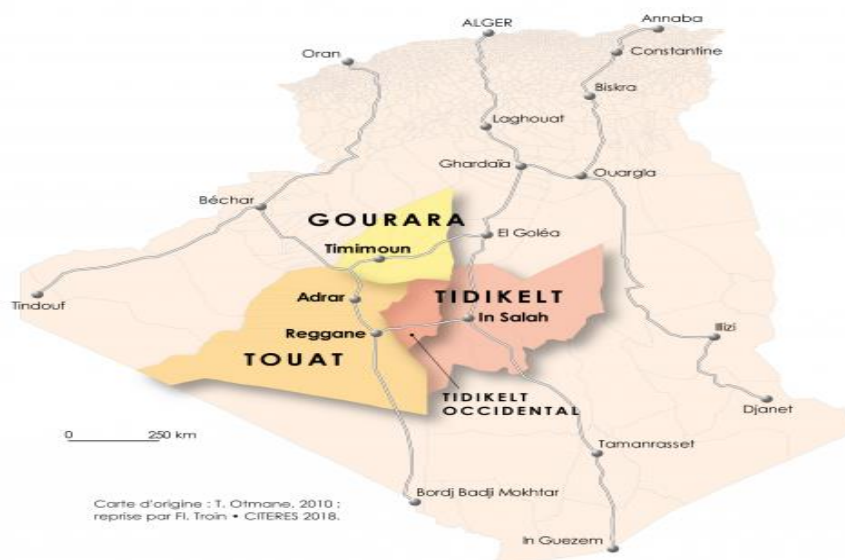 ALGER
Annaba
Oran
Constantine
Biskra
Laghouat
Ghardaïa
Ouargla
Béchar
GOURARA
El Goléa
Timimoun
Tindouf
Adrar
TIDIKELT
In Salah
Reggane
Illizi
TOUAT
TIDIKELT
OCCIDENTAL
Djanet
0 250 km
Tamanrasset
Bordj Badji Mokhtar
Carte d'origine : T. Otmane, 2010 ;
reprise par Fl. Troin • CITERES 2018.
In Guezem